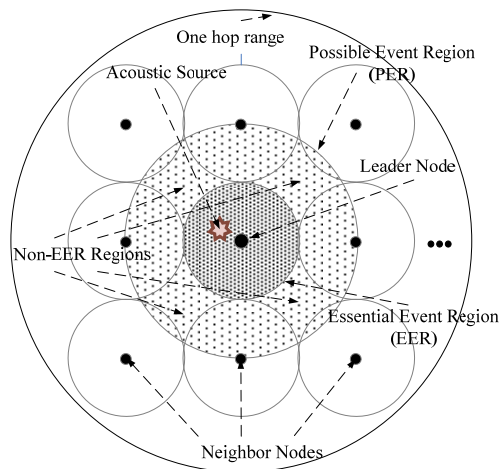 One hop range
Possible Event Region
(PER)
Acoustic Source
Leader Node
Non-EER Regions
Essential Event Region
(EER)
Neighbor Nodes